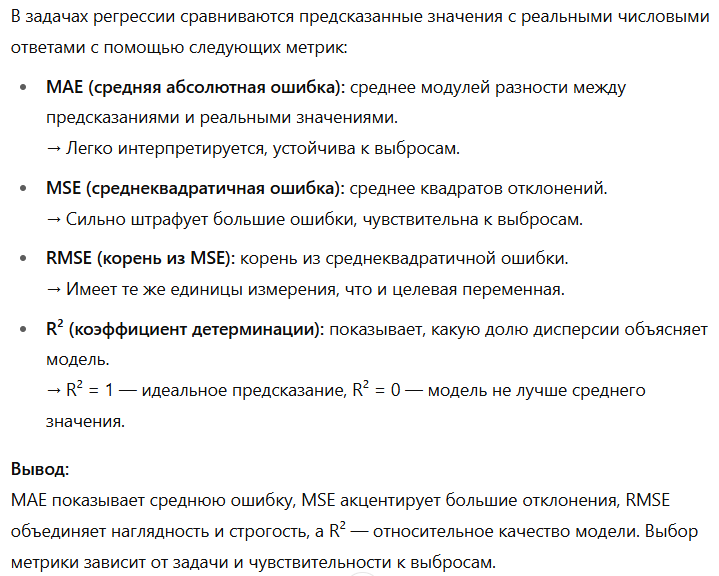 В задачах регрессии сравниваются предсказанные значения с реальными числовыми
ответами с помощью следующих метрик:
• MAE (средняя абсолютная ошибка): среднее модулей разности между
предсказаниями и реальными значениями.
→ Легко интерпретируется, устойчива к выбросам.
• MSE (среднеквадратичная ошибка): среднее квадратов отклонений.
→ Сильно штрафует большие ошибки, чувствительна к выбросам.
• RMSE (корень из MSE): корень из среднеквадратичной ошибки.
→ Имеет те же единицы измерения, что и целевая переменная.
• R² (коэффициент детерминации): показывает, какую долю дисперсии объясняет
модель.
→ R² = 1 — идеальное предсказание, R² = 0 — модель не лучше среднего
значения.
Вывод:
MAE показывает среднюю ошибку, MSE акцентирует большие отклонения, RMSE
объединяет наглядность и строгость, а R² — относительное качество модели. Выбор
метрики зависит от задачи и чувствительности к выбросам.